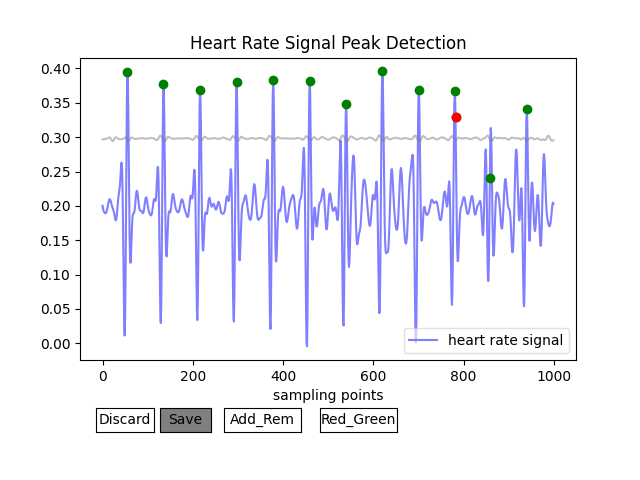 Heart Rate Signal Peak Detection
0.40
0.35
0.30
0.25
0.20
0.15
0.10
0.05
0.00
heart rate signal
0 200 400 600 800 1000
sampling points
Discard Save Add_Rem Red_Green